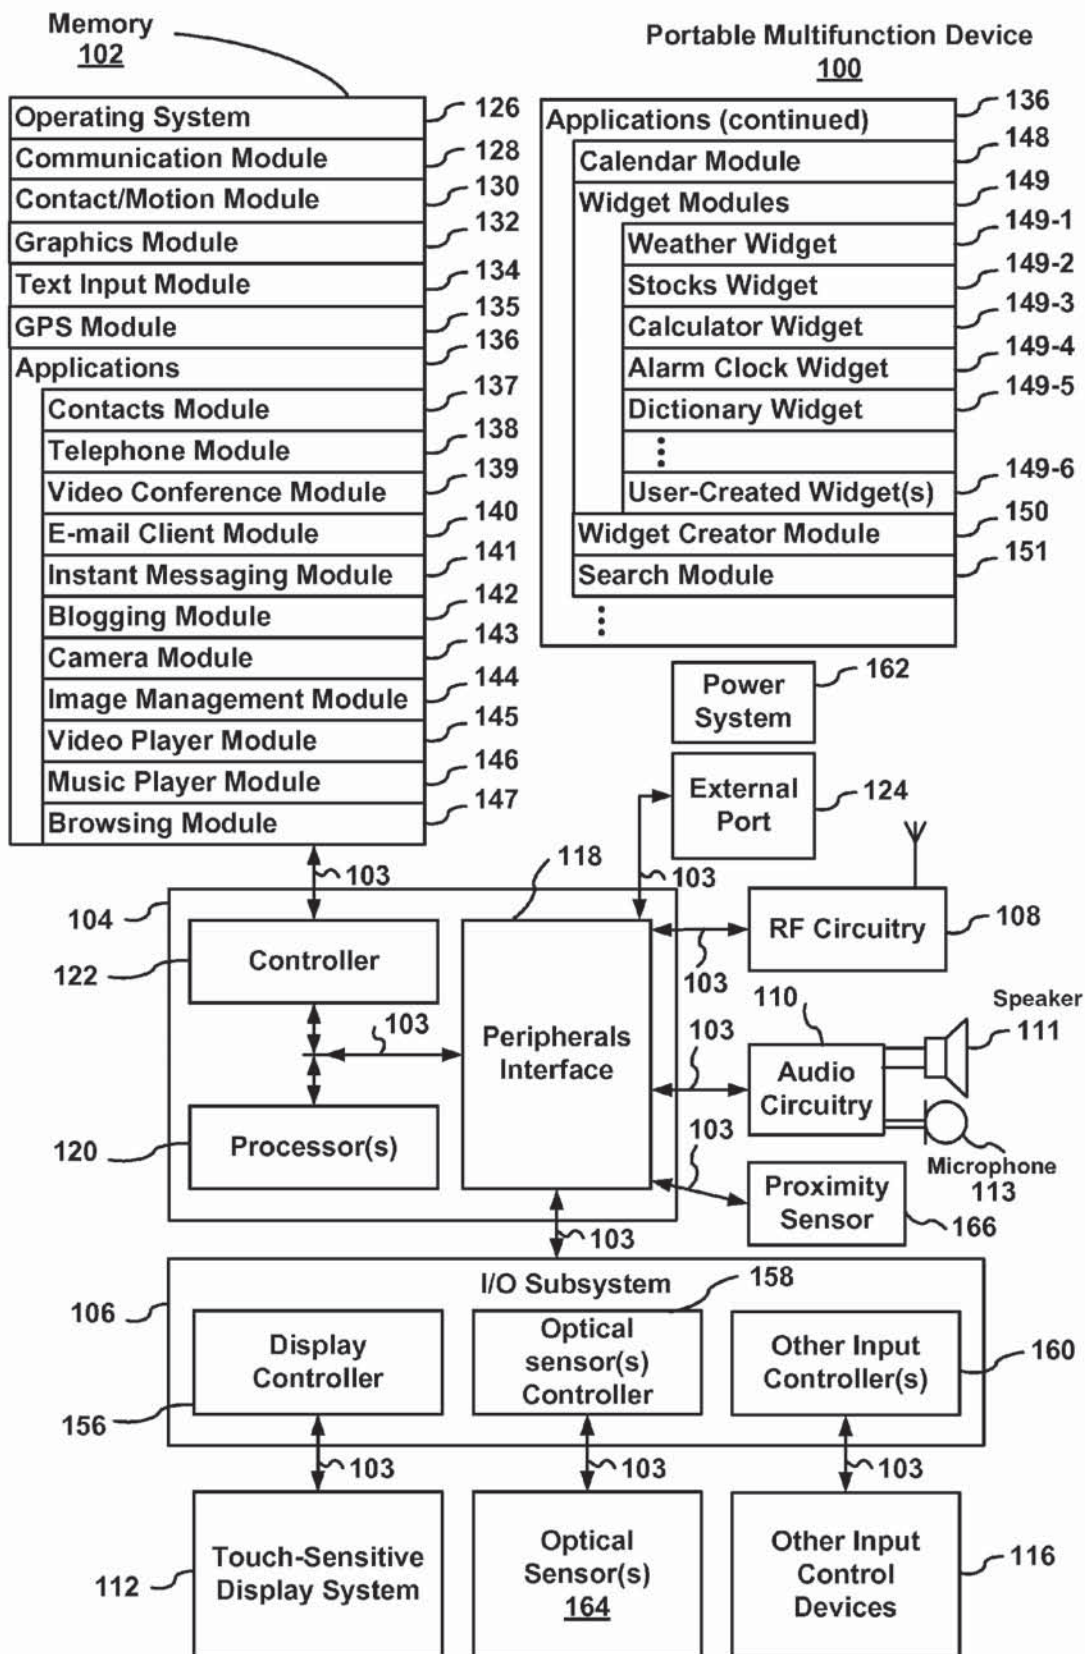 Memory
102
Portable Multifunction Device
100
Operating System
126
Communication Module
128
Contact/Motion Module
130
Graphics Module
132
Text Input Module
134
GPS Module
135
Applications
136
Contacts Module
137
Telephone Module
138
Video Conference Module
139
E-mail Client Module
140
Instant Messaging Module
141
Blogging Module
142
Camera Module
143
Image Management Module
144
Video Player Module
145
Music Player Module
146
Browsing Module
147
Applications (continued)
136
Calendar Module
148
Widget Modules
149
Weather Widget
149-1
Stocks Widget
149-2
Calculator Widget
149-3
Alarm Clock Widget
149-4
Dictionary Widget
149-5
User-Created Widget(s)
149-6
Widget Creator Module
150
Search Module
151
Power
System
162
External
Port
124
103
118
103
104
Controller
122
103
Peripherals
Interface
Processor(s)
120
RF Circuitry
108
103
110
Speaker
111
103
Audio
Circuitry
103
Microphone
113
Proximity
Sensor
166
103
I/O Subsystem
158
106
Display
Controller
156
Optical
sensor(s)
Controller
Other Input
Controller(s)
160
103
103
103
Touch-Sensitive
Display System
112
Optical
Sensor(s)
164
Other Input
Control
Devices
116